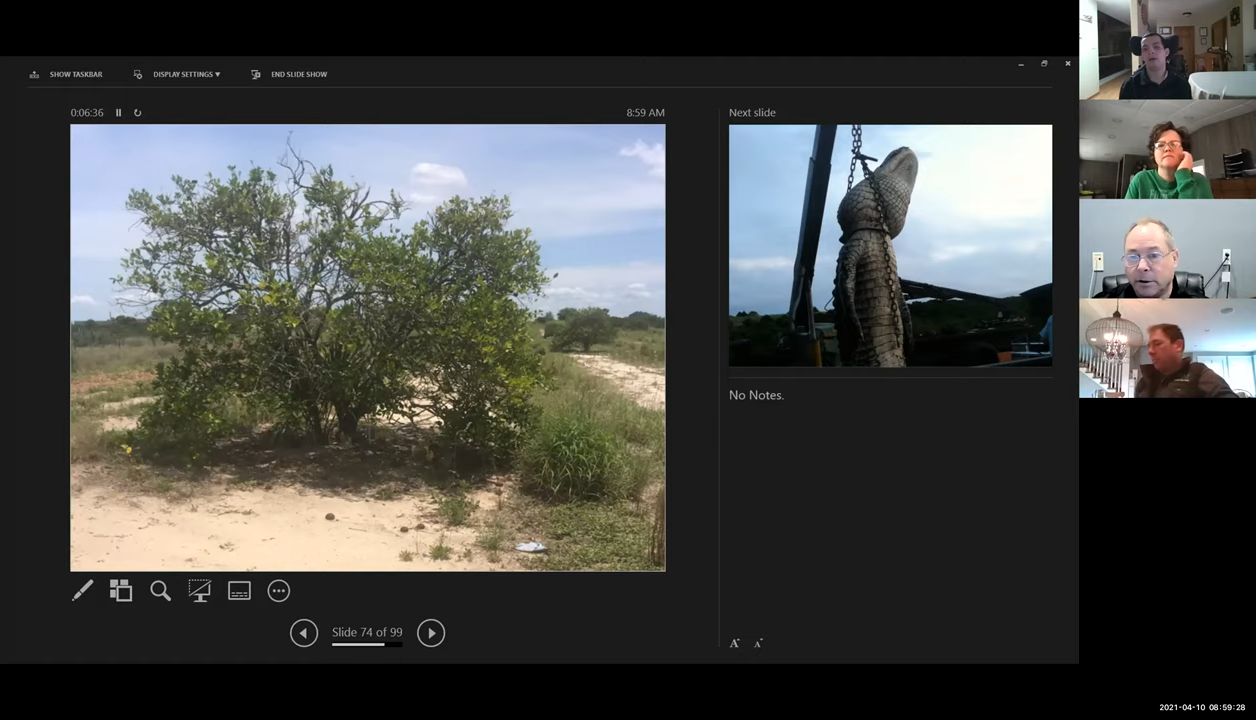 SHOW TASKBAR
DISPLAY SETTINGS ▼
END SLIDE SHOW
0:06:36
8:59 AM
Next slide
No Notes.
Slide 74 of 99
A A
2021-04-10 08:59:28